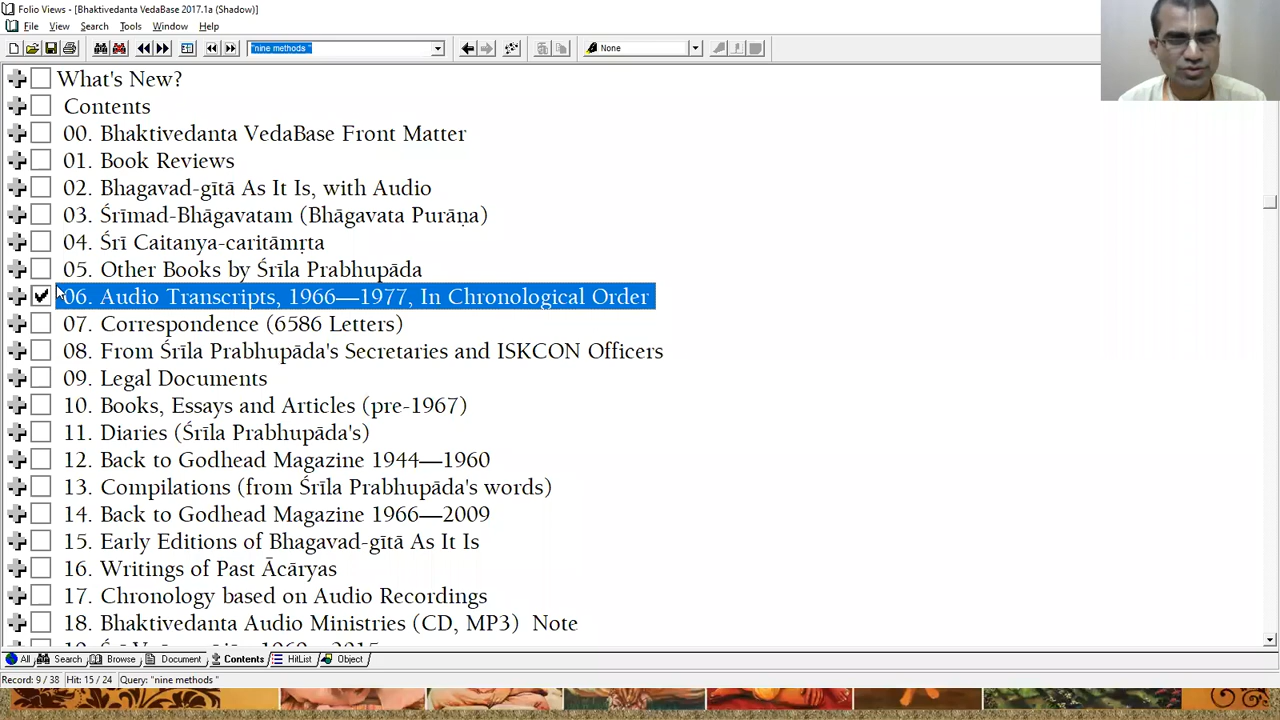 Folio Views - [Bhaktivedanta VedaBase 2017.1a (Shadow)]
File View Search Tools Window Help
"nine methods " None
What's New?
Contents
00. Bhaktivedanta VedaBase Front Matter
01. Book Reviews
02. Bhagavad-gītā As It Is, with Audio
03. Śrīmad-Bhāgavatam (Bhāgavata Purāṇa)
04. Śrī Caitanya-caritāmṛta
05. Other Books by Śrīla Prabhupāda
06. Audio Transcripts, 1966—1977, In Chronological Order
07. Correspondence (6586 Letters)
08. From Śrīla Prabhupāda's Secretaries and ISKCON Officers
09. Legal Documents
10. Books, Essays and Articles (pre-1967)
11. Diaries (Śrīla Prabhupāda's)
12. Back to Godhead Magazine 1944—1960
13. Compilations (from Śrīla Prabhupāda's words)
14. Back to Godhead Magazine 1966—2009
15. Early Editions of Bhagavad-gītā As It Is
16. Writings of Past Ācāryas
17. Chronology based on Audio Recordings
18. Bhaktivedanta Audio Ministries (CD, MP3) Note
All Search Browse Document Contents HitList Object
Record: 9 / 38 Hit: 15 / 24 Query: "nine methods "